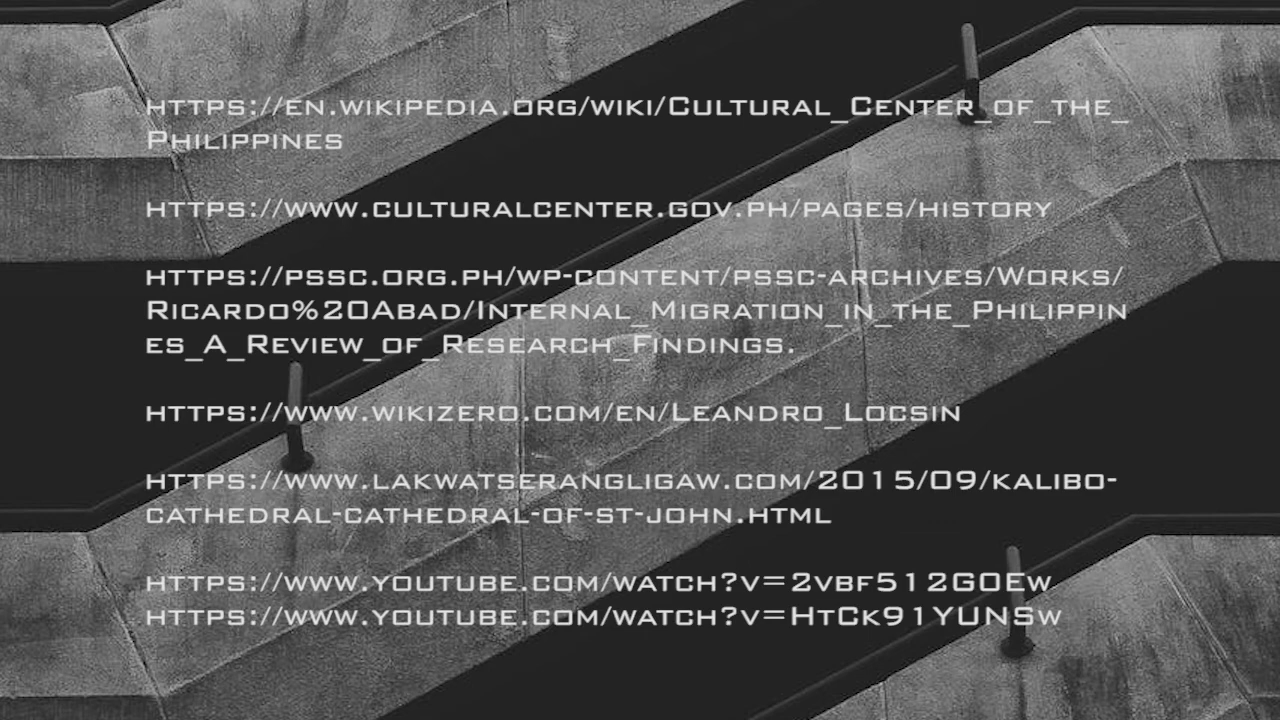 https://en.wikipedia.org/wiki/Cultural_Center_of_the_
Philippines
https://www.culturalcenter.gov.ph/pages/history
https://pssc.org.ph/wp-content/pssc-archives/Works/
Ricardo%20Abad/Internal_Migration_in_the_Philippin
es_A_Review_of_Research_Findings.
https://www.wikizero.com/en/Leandro_Locsin
https://www.lakwatserangligaw.com/2015/09/kalibo-
cathedral-cathedral-of-st-john.html
https://www.youtube.com/watch?v=2vbf512G0Ew
https://www.youtube.com/watch?v=HtCk91YUNSw